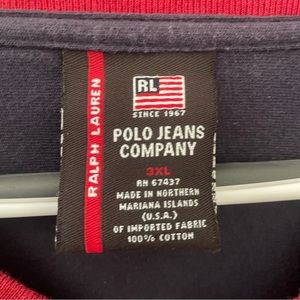 RALPH LAUREN
RL
SINCE 1967
POLO JEANS
COMPANY
3XL
RN 67437
MADE IN NORTHERN
MARIANA ISLANDS
(U.S.A.)
OF IMPORTED FABRIC
100% COTTON